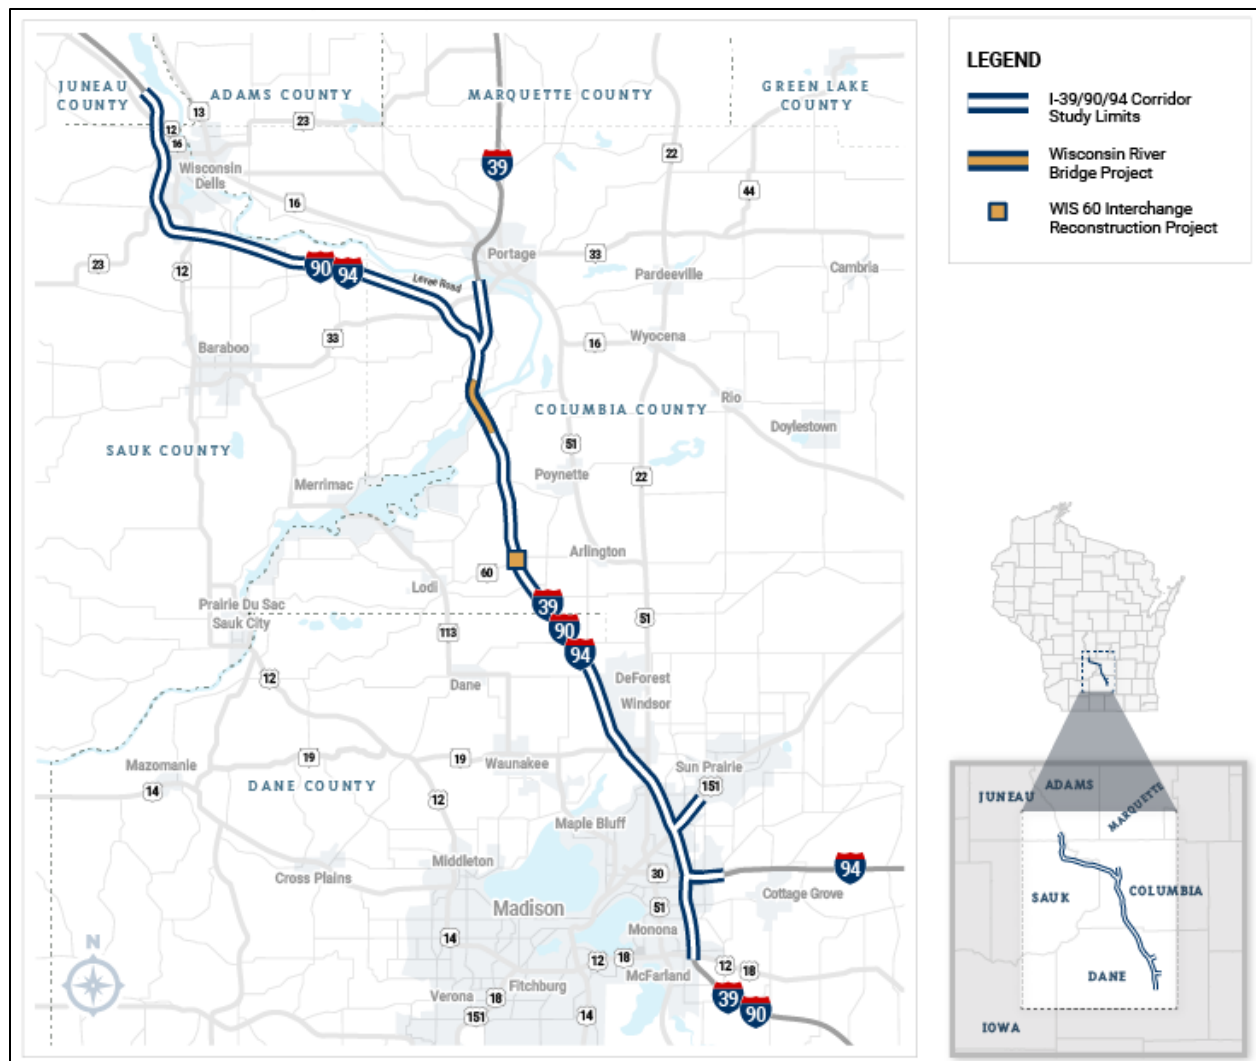 JUNEAU
COUNTY
ADAMS COUNTY
MARQUETTE COUNTY
GREEN LAKE
COUNTY
13
23
12
16
Wisconsin
Dells
39
22
44
16
23
12
90
94
Levee Road
Portage
33
Pardeeville
Cambria
Baraboo
33
16
Wyocena
Rio
Doylestown
COLUMBIA COUNTY
SAUK COUNTY
51
22
Merrimac
Poynette
Arlington
60
Lodi
39
90
94
Prairie Du Sac
Sauk City
113
51
12
Dane
DeForest
Windsor
Mazomanie
19
19
Waunakee
Sun Prairie
151
14
DANE COUNTY
12
Maple Bluff
Middleton
Cross Plains
30
94
Cottage Grove
Madison
51
Monona
14
12
18
McFarland
12
18
N
Verona
18
Fitchburg
151
14
39
90
LEGEND
I-39/90/94 Corridor
Study Limits
Wisconsin River
Bridge Project
WIS 60 Interchange
Reconstruction Project
JUNEAU
ADAMS
MARQUETTE
SAUK
COLUMBIA
DANE
IOWA